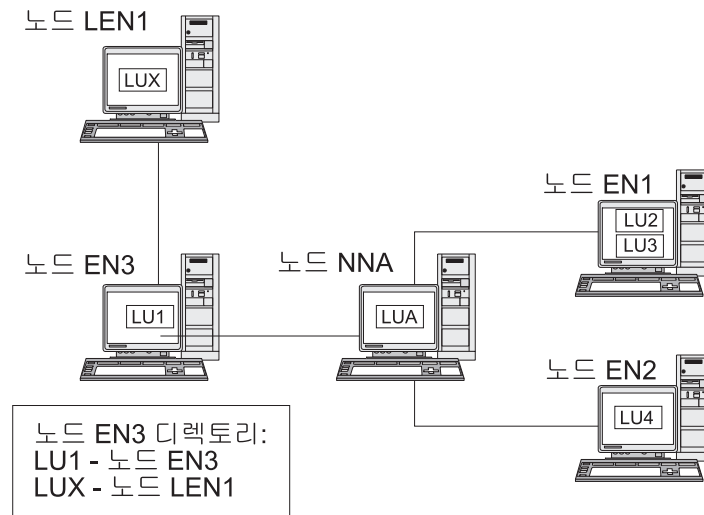 노드 LEN1
LUX
노드 EN1
LU2
LU3
노드 EN3
노드 NNA
LU1
LUA
노드 EN2
LU4
노드 EN3 디렉토리:
LU1 - 노드 EN3
LUX - 노드 LEN1